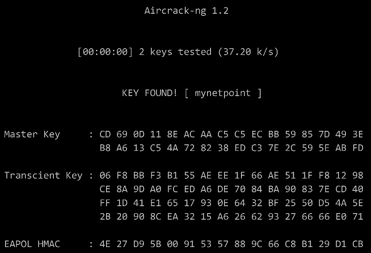 Aircrack-ng 1.2
[00:00:00] 2 keys tested (37.20 k/s)
KEY FOUND! [ mynetpoint ]
Master Key : CD 69 0D 11 8E AC AA C5 C5 EC BB 59 85 7D 49 3E
B8 A6 13 C5 4A 72 82 38 ED C3 7E 2C 59 5E AB FD
Transcient Key : 06 F8 BB F3 B1 55 AE EE 1F 66 AE 51 1F F8 12 98
CE 8A 9D A0 FC ED A6 DE 70 84 BA 90 83 7E CD 40
FF 1D 41 E1 65 17 93 0E 64 32 BF 25 50 D5 4A 5E
2B 20 90 8C EA 32 15 A6 26 62 93 27 66 66 E0 71
EAPOL HMAC : 4E 27 D9 5B 00 91 53 57 88 9C 66 C8 B1 29 D1 CB